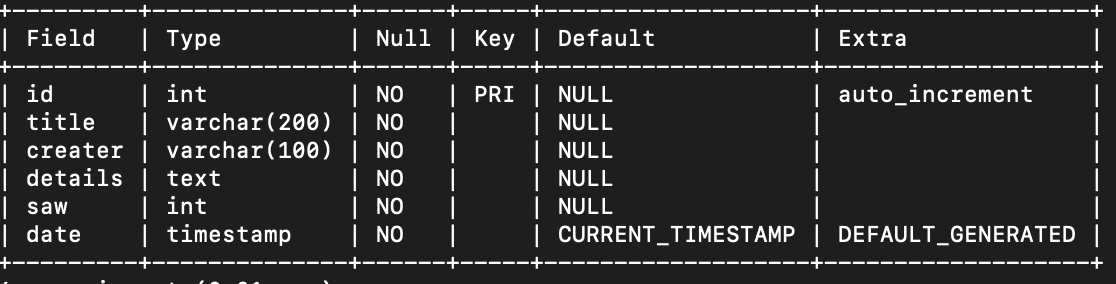 +---------+--------------+------+-----+-------------------+-------------------+
| Field   | Type         | Null | Key | Default           | Extra             |
+---------+--------------+------+-----+-------------------+-------------------+
| id      | int          | NO   | PRI | NULL              | auto_increment    |
| title   | varchar(200) | NO   |     | NULL              |                   |
| creater | varchar(100) | NO   |     | NULL              |                   |
| details | text         | NO   |     | NULL              |                   |
| saw     | int          | NO   |     | NULL              |                   |
| date    | timestamp    | NO   |     | CURRENT_TIMESTAMP | DEFAULT_GENERATED |
+---------+--------------+------+-----+-------------------+-------------------+